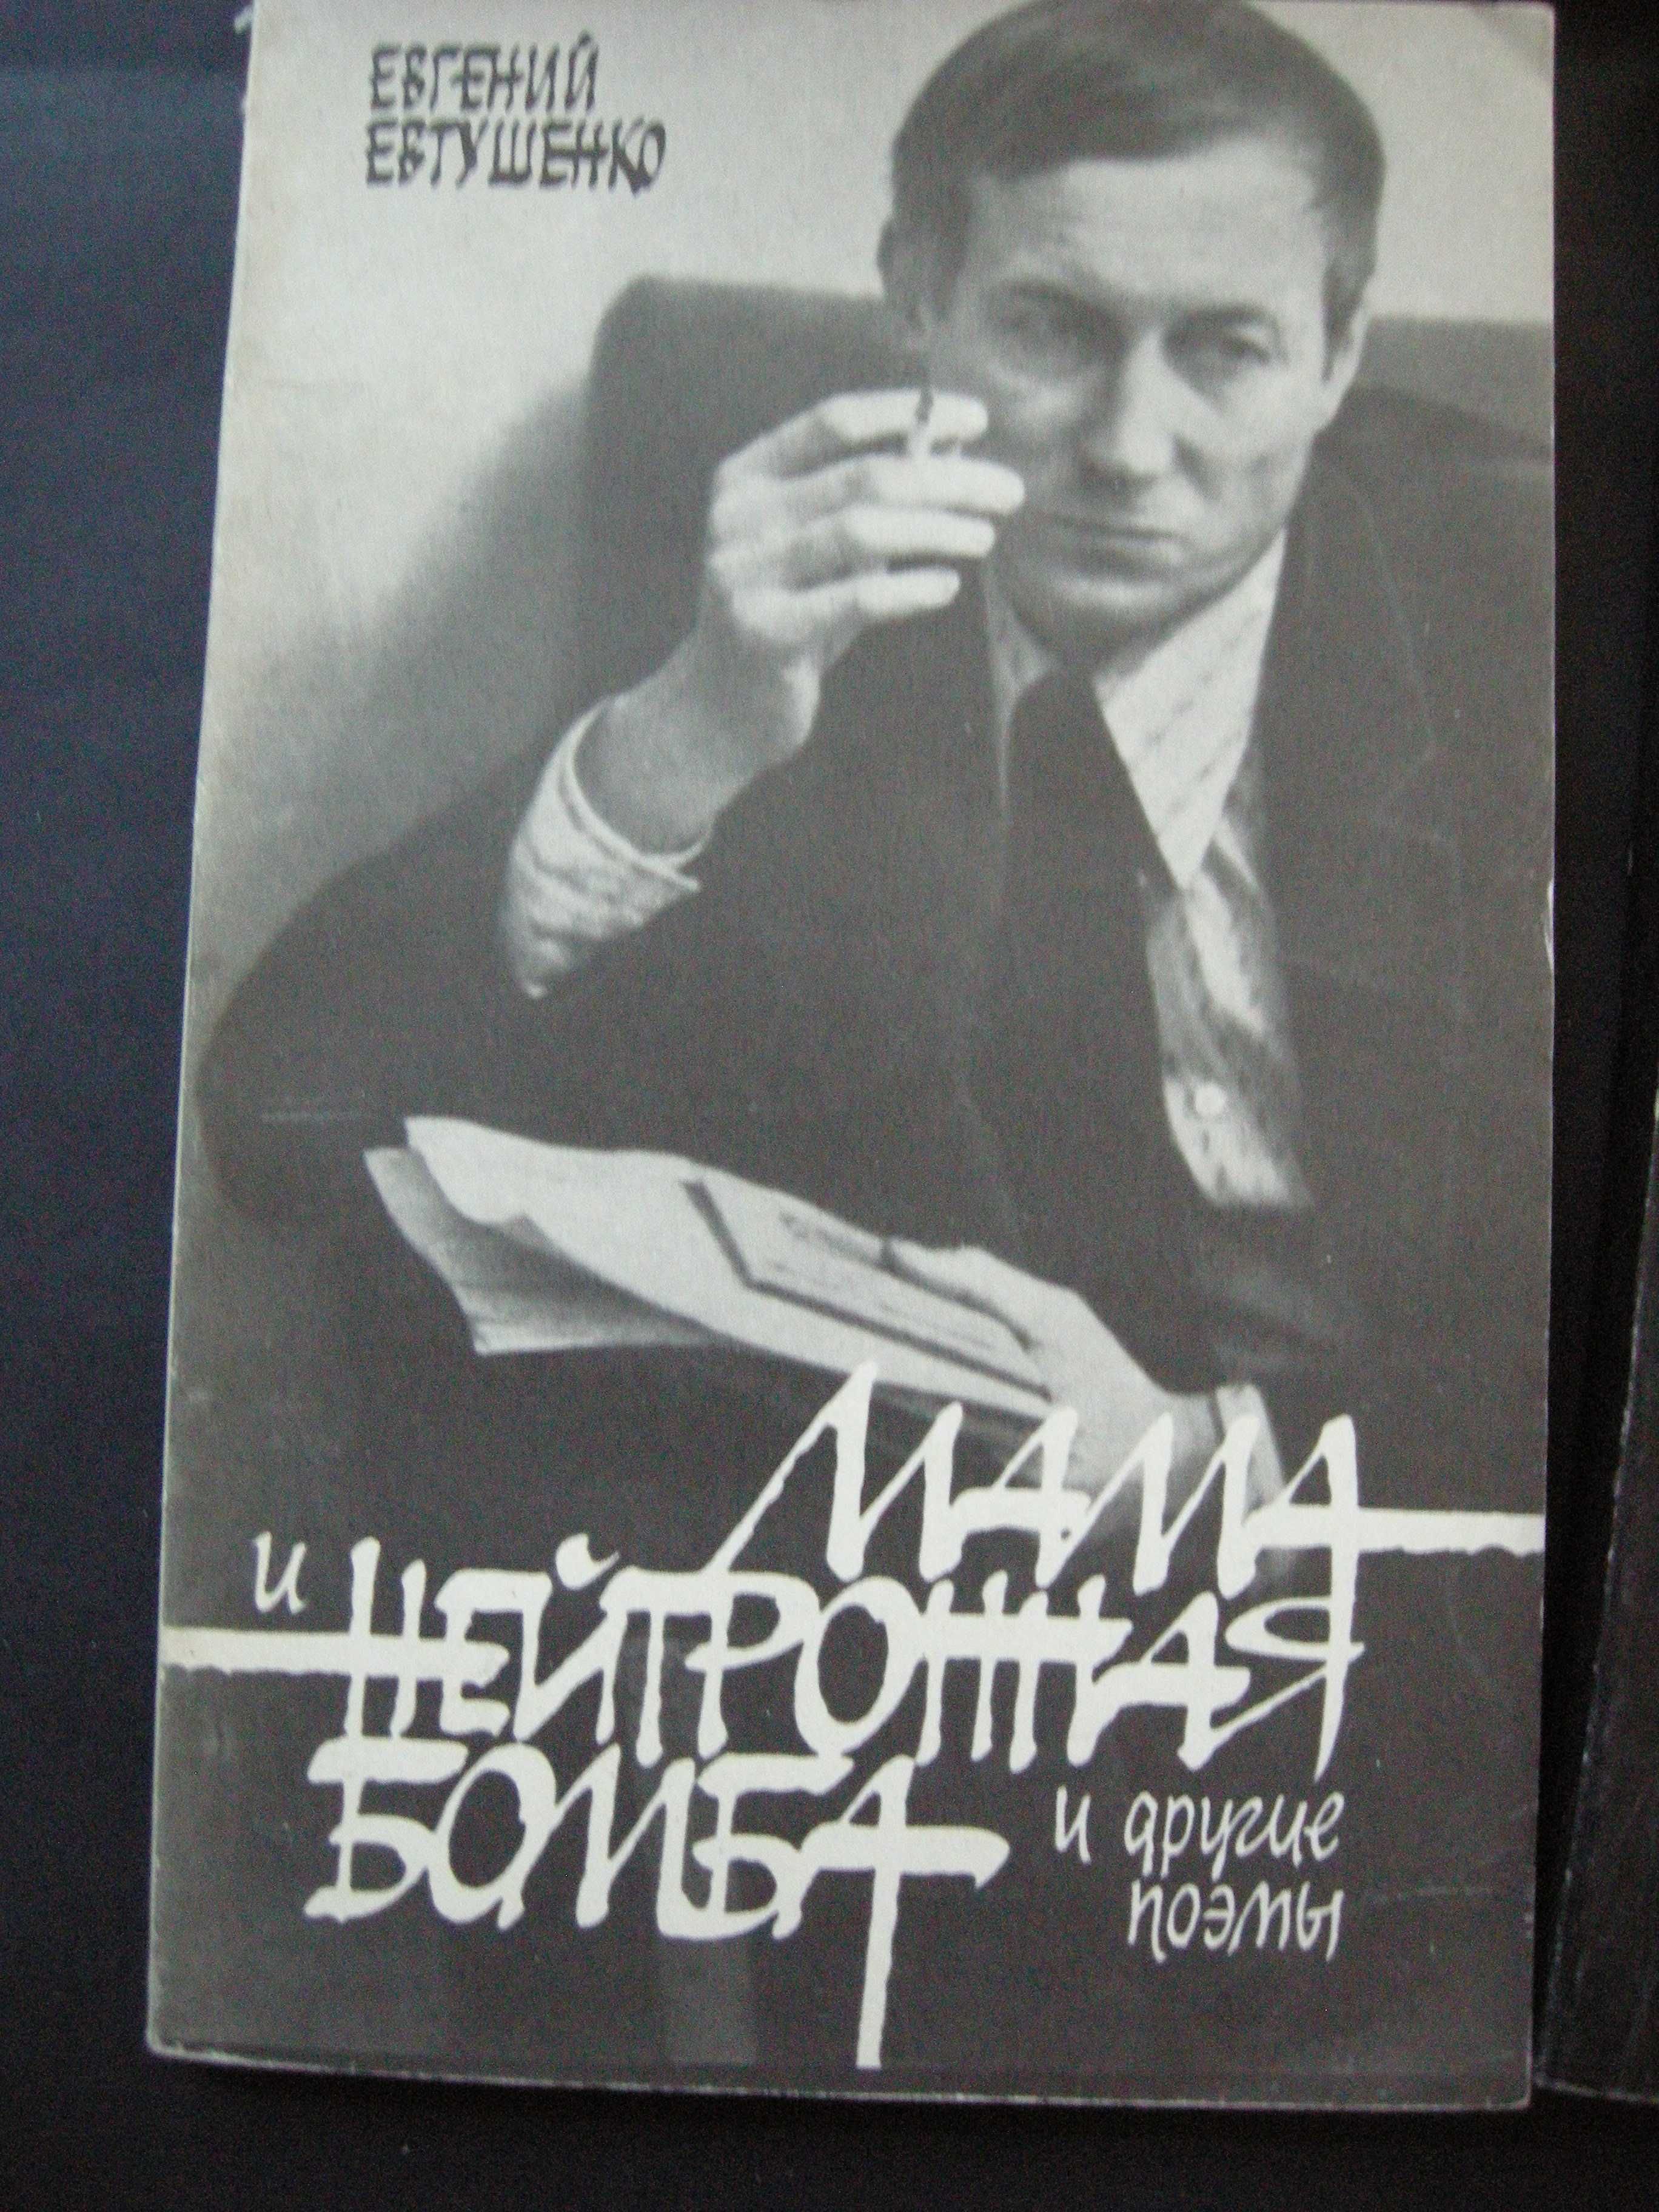 ЕВГЕНИЙ
ЕВТУШЕНКО
МАМА
и НЕЙТРОННАЯ
БОМБА и другие
поэмы